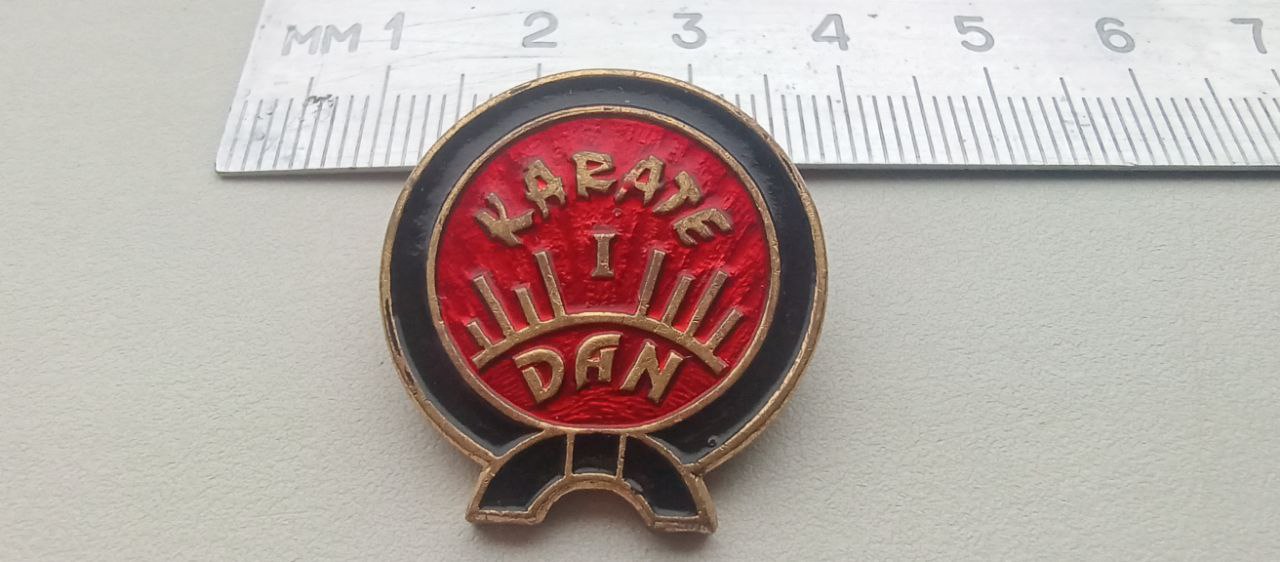 MM 1 2 3 4 5 6 7
KARATE
I
DAN